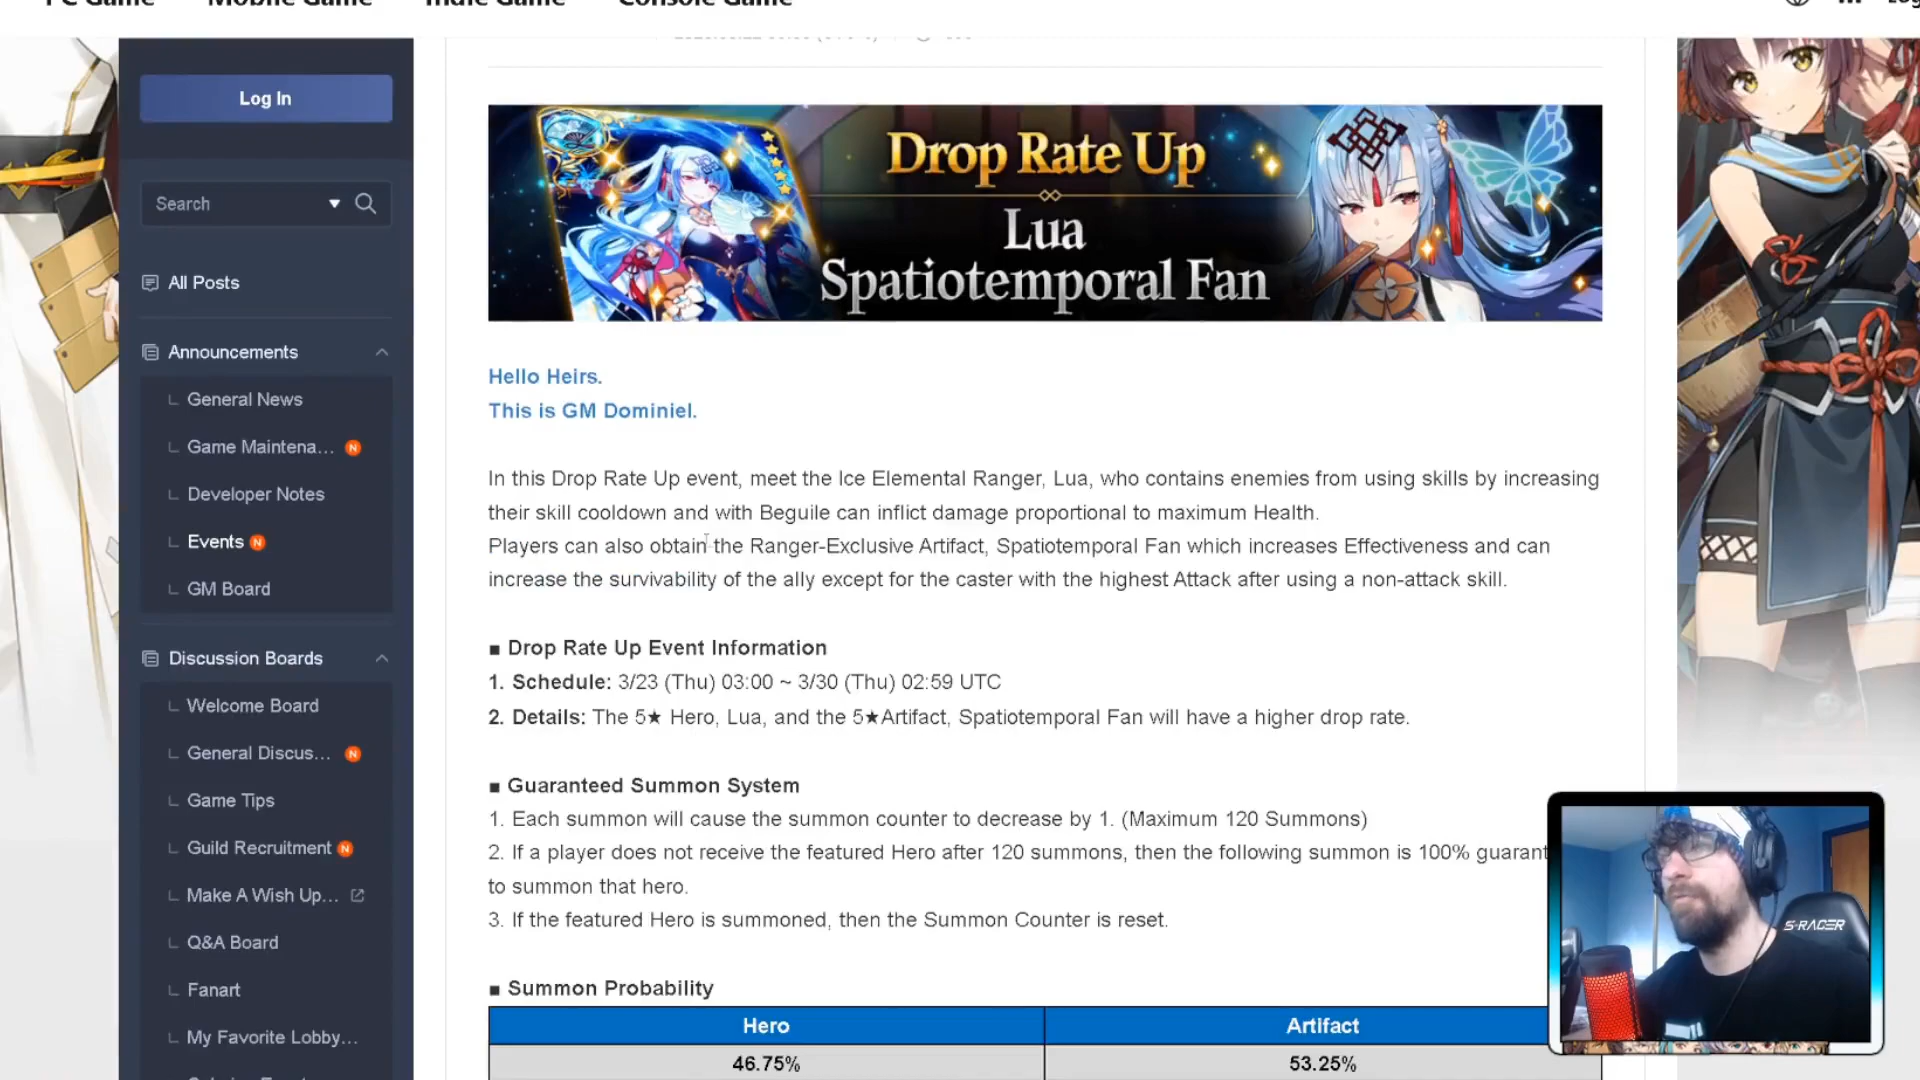 PC Game Mobile Game Indie Game Console Game
Log In
Search
All Posts
Announcements
General News
Game Maintena... N
Developer Notes
Events N
GM Board
Discussion Boards
Welcome Board
General Discus... N
Game Tips
Guild Recruitment N
Make A Wish Up...
Q&A Board
Fanart
My Favorite Lobby...
Drop Rate Up
Lua
Spatiotemporal Fan
Hello Heirs.
This is GM Dominiel.
In this Drop Rate Up event, meet the Ice Elemental Ranger, Lua, who contains enemies from using skills by increasing
their skill cooldown and with Beguile can inflict damage proportional to maximum Health.
Players can also obtain the Ranger-Exclusive Artifact, Spatiotemporal Fan which increases Effectiveness and can
increase the survivability of the ally except for the caster with the highest Attack after using a non-attack skill.
■ Drop Rate Up Event Information
1. Schedule: 3/23 (Thu) 03:00 ~ 3/30 (Thu) 02:59 UTC
2. Details: The 5★ Hero, Lua, and the 5★Artifact, Spatiotemporal Fan will have a higher drop rate.
■ Guaranteed Summon System
1. Each summon will cause the summon counter to decrease by 1. (Maximum 120 Summons)
2. If a player does not receive the featured Hero after 120 summons, then the following summon is 100% guarant
to summon that hero.
3. If the featured Hero is summoned, then the Summon Counter is reset.
■ Summon Probability
Hero Artifact
46.75% 53.25%
S-RACER